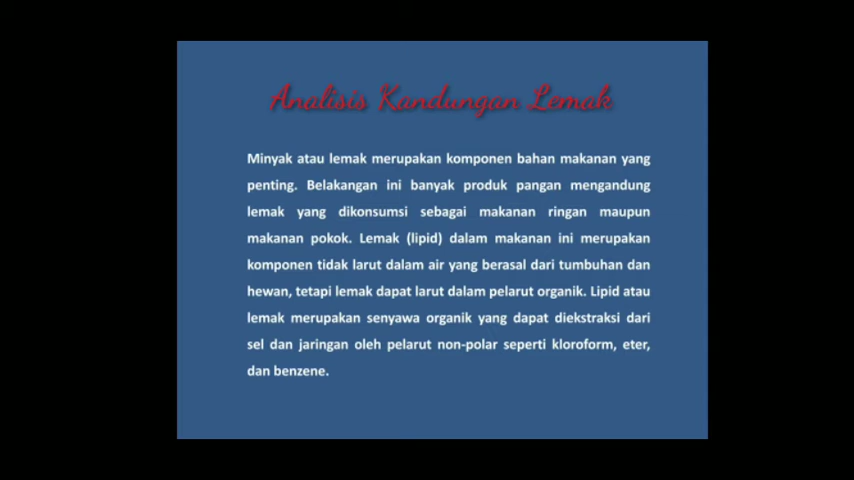 Analisis Kandungan Lemak
Minyak atau lemak merupakan komponen bahan makanan yang
penting. Belakangan ini banyak produk pangan mengandung
lemak yang dikonsumsi sebagai makanan ringan maupun
makanan pokok. Lemak (lipid) dalam makanan ini merupakan
komponen tidak larut dalam air yang berasal dari tumbuhan dan
hewan, tetapi lemak dapat larut dalam pelarut organik. Lipid atau
lemak merupakan senyawa organik yang dapat diekstraksi dari
sel dan jaringan oleh pelarut non-polar seperti kloroform, eter,
dan benzene.